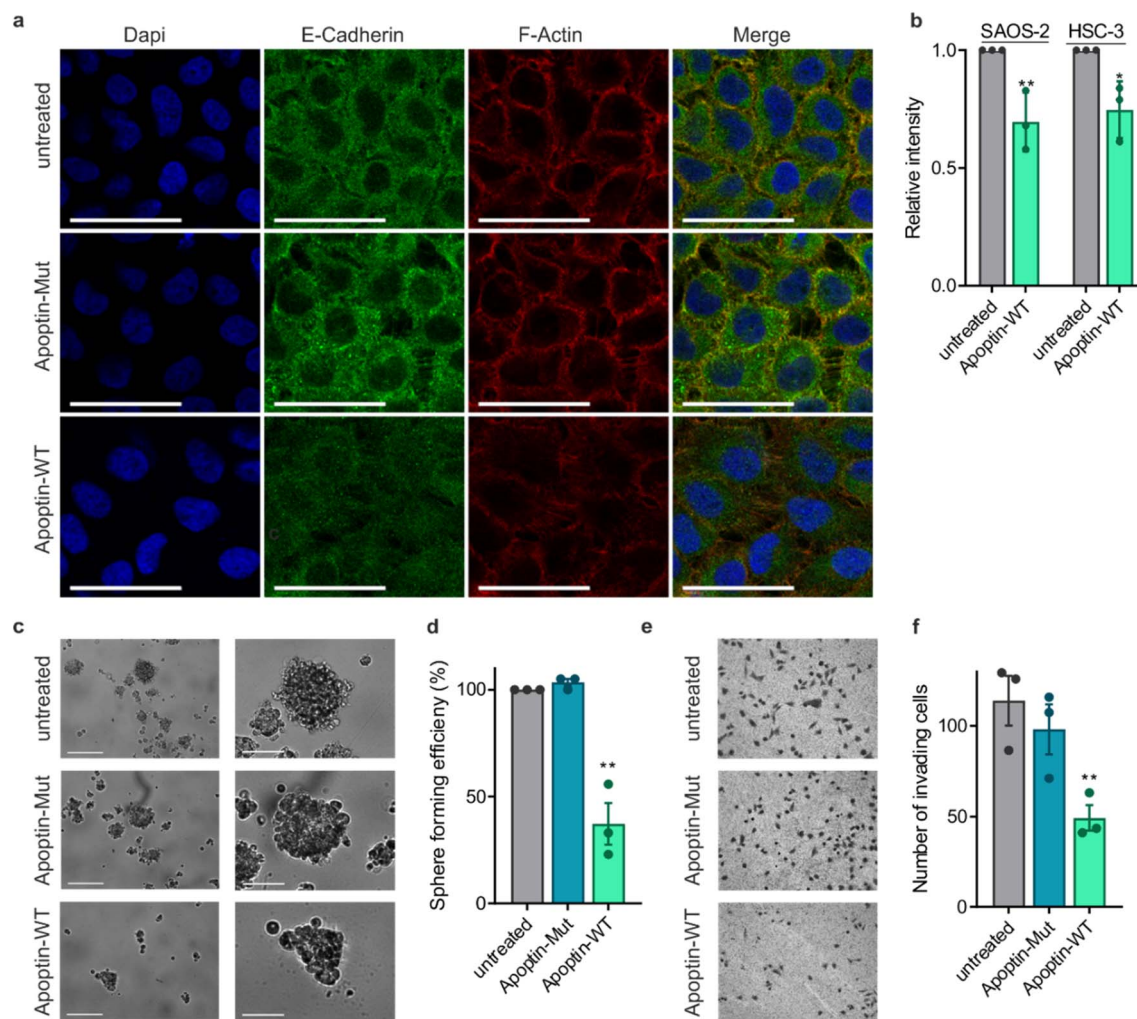 a
Dapi
E-Cadherin
F-Actin
Merge
untreated
Apoptin-Mut
Apoptin-WT
c
b
SAOS-2
HSC-3
Relative intensity
1.0
0.5
0.0
**
*
untreated
Apoptin-WT
untreated
Apoptin-WT
c
untreated
Apoptin-Mut
Apoptin-WT
d
Sphere forming efficieny (%)
100
50
0
**
untreated
Apoptin-Mut
Apoptin-WT
e
untreated
Apoptin-Mut
Apoptin-WT
f
Number of invading cells
100
50
0
**
untreated
Apoptin-Mut
Apoptin-WT